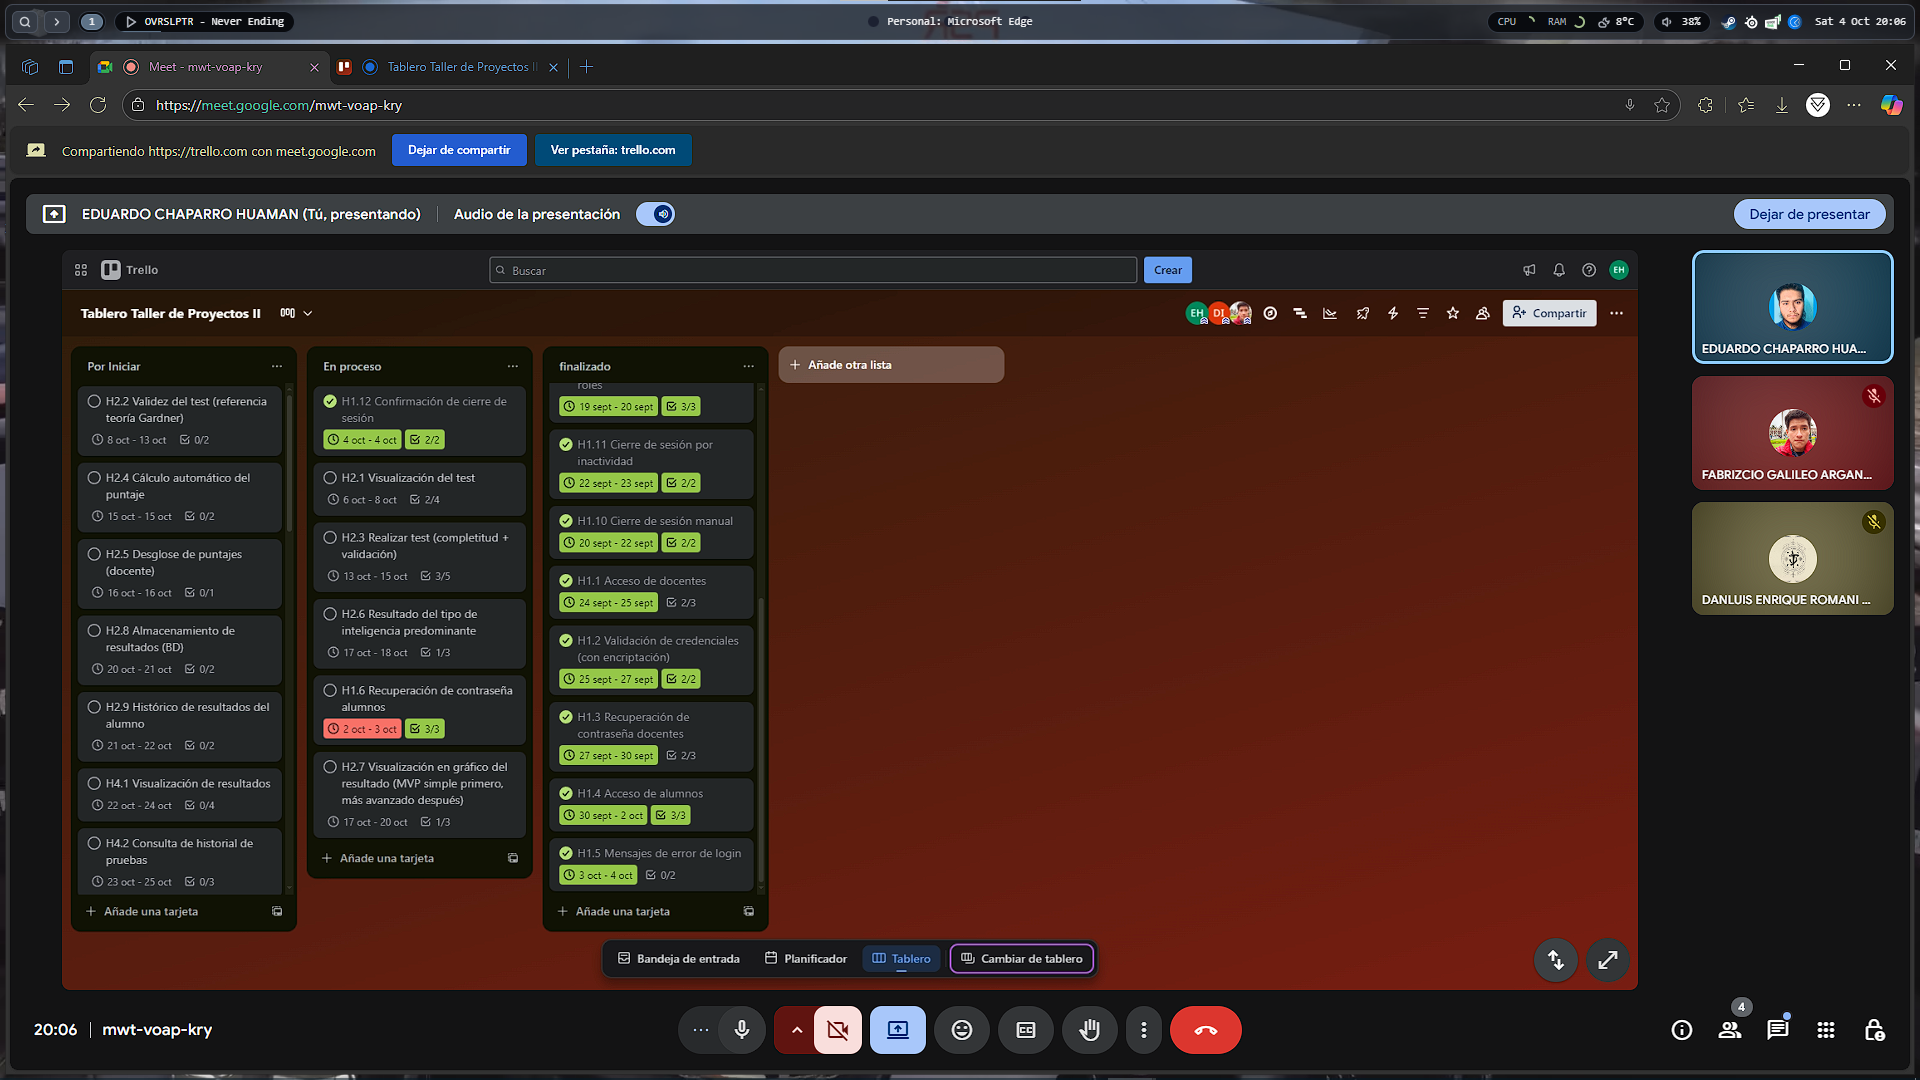 1
OVRSLPTR - Never Ending
Personal: Microsoft Edge
CPU
RAM
8°C
38%
Sat 4 Oct 20:06
Meet - mwt-voap-kry
Tablero Taller de Proyectos II
https://meet.google.com/mwt-voap-kry
Compartiendo https://trello.com con meet.google.com
Dejar de compartir
Ver pestaña: trello.com
EDUARDO CHAPARRO HUAMAN (Tú, presentando)
Audio de la presentación
Dejar de presentar
Trello
Buscar
Crear
EH
Tablero Taller de Proyectos II
EH
DI
Compartir
Por Iniciar
H2.2 Validez del test (referencia
teoría Gardner)
8 oct - 13 oct
0/2
H2.4 Cálculo automático del
puntaje
15 oct - 15 oct
0/2
H2.5 Desglose de puntajes
(docente)
16 oct - 16 oct
0/1
H2.8 Almacenamiento de
resultados (BD)
20 oct - 21 oct
0/2
H2.9 Histórico de resultados del
alumno
21 oct - 22 oct
0/2
H4.1 Visualización de resultados
22 oct - 24 oct
0/4
H4.2 Consulta de historial de
pruebas
23 oct - 25 oct
0/3
Añade una tarjeta
En proceso
H1.12 Confirmación de cierre de
sesión
4 oct - 4 oct
2/2
H2.1 Visualización del test
6 oct - 8 oct
2/4
H2.3 Realizar test (completitud +
validación)
13 oct - 15 oct
3/5
H2.6 Resultado del tipo de
inteligencia predominante
17 oct - 18 oct
1/3
H1.6 Recuperación de contraseña
alumnos
2 oct - 3 oct
3/3
H2.7 Visualización en gráfico del
resultado (MVP simple primero,
más avanzado después)
17 oct - 20 oct
1/3
Añade una tarjeta
finalizado
roles
19 sept - 20 sept
3/3
H1.11 Cierre de sesión por
inactividad
22 sept - 23 sept
2/2
H1.10 Cierre de sesión manual
20 sept - 22 sept
2/2
H1.1 Acceso de docentes
24 sept - 25 sept
2/3
H1.2 Validación de credenciales
(con encriptación)
25 sept - 27 sept
2/2
H1.3 Recuperación de
contraseña docentes
27 sept - 30 sept
2/3
H1.4 Acceso de alumnos
30 sept - 2 oct
3/3
H1.5 Mensajes de error de login
3 oct - 4 oct
0/2
Añade una tarjeta
Añade otra lista
Bandeja de entrada
Planificador
Tablero
Cambiar de tablero
EDUARDO CHAPARRO HUA...
FABRIZCIO GALILEO ARGAN...
DANLUIS ENRIQUE ROMANI ...
20:06
mwt-voap-kry
4